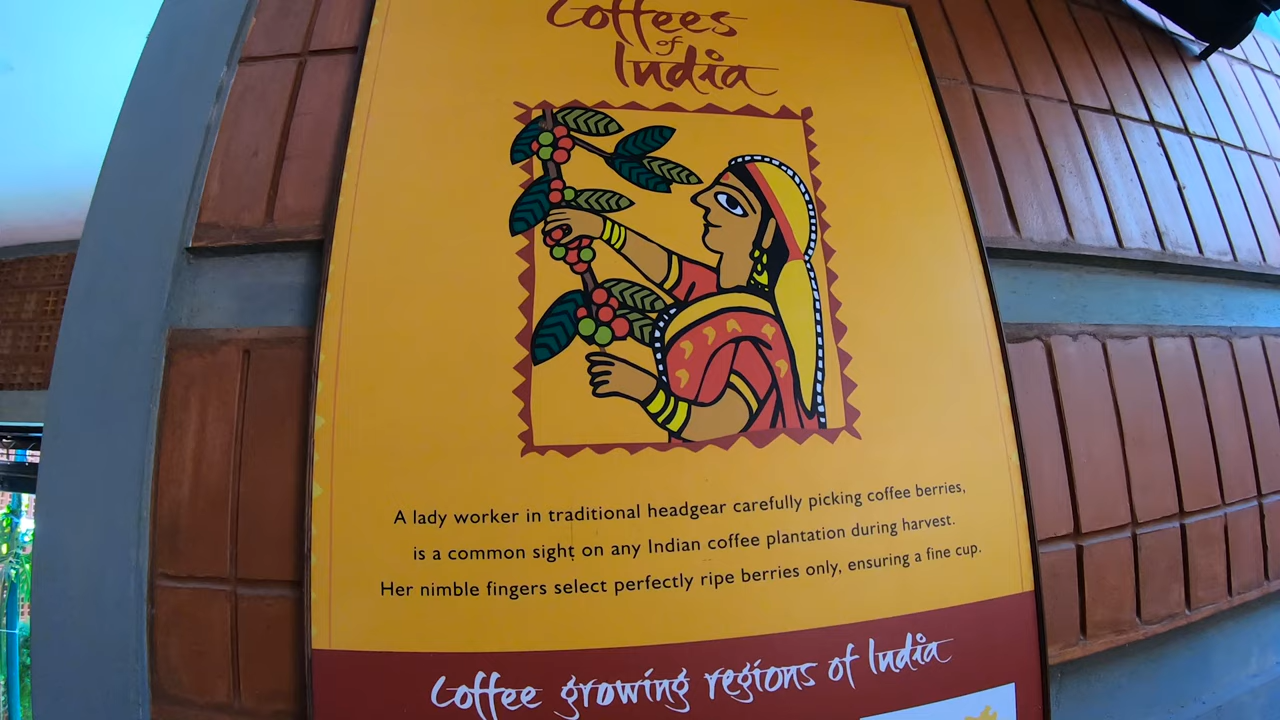 Coffees
of
India
A lady worker in traditional headgear carefully picking coffee berries,
is a common sight on any Indian coffee plantation during harvest.
Her nimble fingers select perfectly ripe berries only, ensuring a fine cup.
Coffee growing regions of India